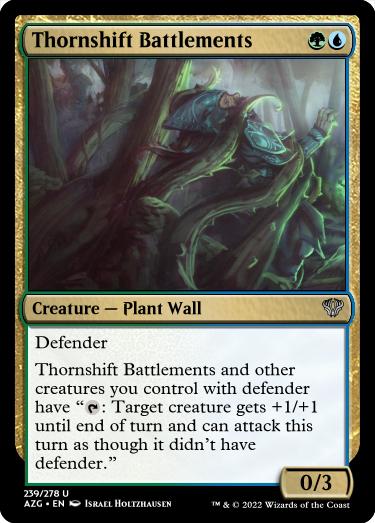 Thornshift Battlements
Creature — Plant Wall
Defender
Thornshift Battlements and other
creatures you control with defender
have “: Target creature gets +1/+1
until end of turn and can attack this
turn as though it didn't have
defender.”
0/3
239/278 U
AZG • EN Israel Holtzhausen
™ & © 2022 Wizards of the Coast